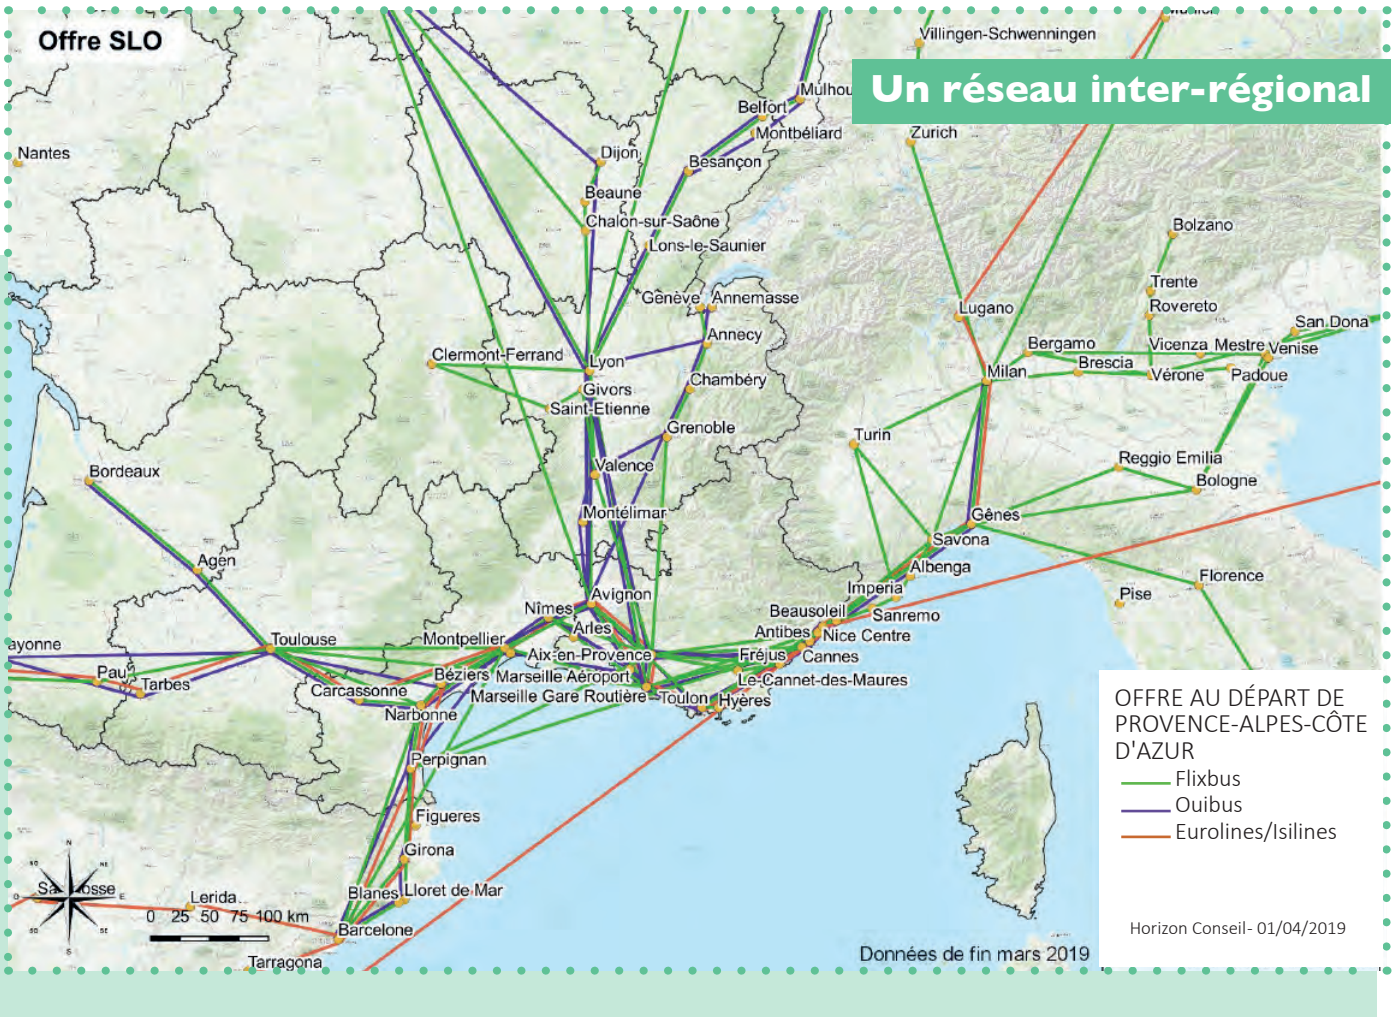 Offre SLO
Villingen-Schwenningen
Un réseau inter-régional
Mulhou
Belfort
Montbéliard
Zurich
Nantes
Dijon
Besançon
Beaune
Chalon-sur-Saône
Bolzano
Lons-le-Saunier
Trente
Genève
Annemasse
Rovereto
Lugano
San Dona
Annecy
Bergamo
Vicenza
Mestre
Venise
Clermont-Ferrand
Lyon
Brescia
Milan
Vérone
Padoue
Chambéry
Givors
Saint-Etienne
Grenoble
Turin
Reggio Emilia
Bordeaux
Valence
Bologne
Montélimar
Gênes
Savona
Agen
Albenga
Florence
Imperia
Pise
Avignon
Nîmes
Beausoleil
Sanremo
Arles
Antibes
Nice Centre
Toulouse
Montpellier
ayonne
Aix-en-Provence
Fréjus
Cannes
Pau
Béziers
Marseille Aéroport
Le-Cannet-des-Maures
Tarbes
Carcassonne
Marseille Gare Routière
Toulon
Hyères
Narbonne
OFFRE AU DÉPART DE
PROVENCE-ALPES-CÔTE
D'AZUR
Flixbus
Ouibus
Eurolines/Isilines
Perpignan
Figueres
Girona
N
NE
E
SE
S
SO
O
Blanes
Lloret de Mar
Lerida
0 25 50 75 100 km
Barcelone
Tarragona
Horizon Conseil- 01/04/2019
Données de fin mars 2019